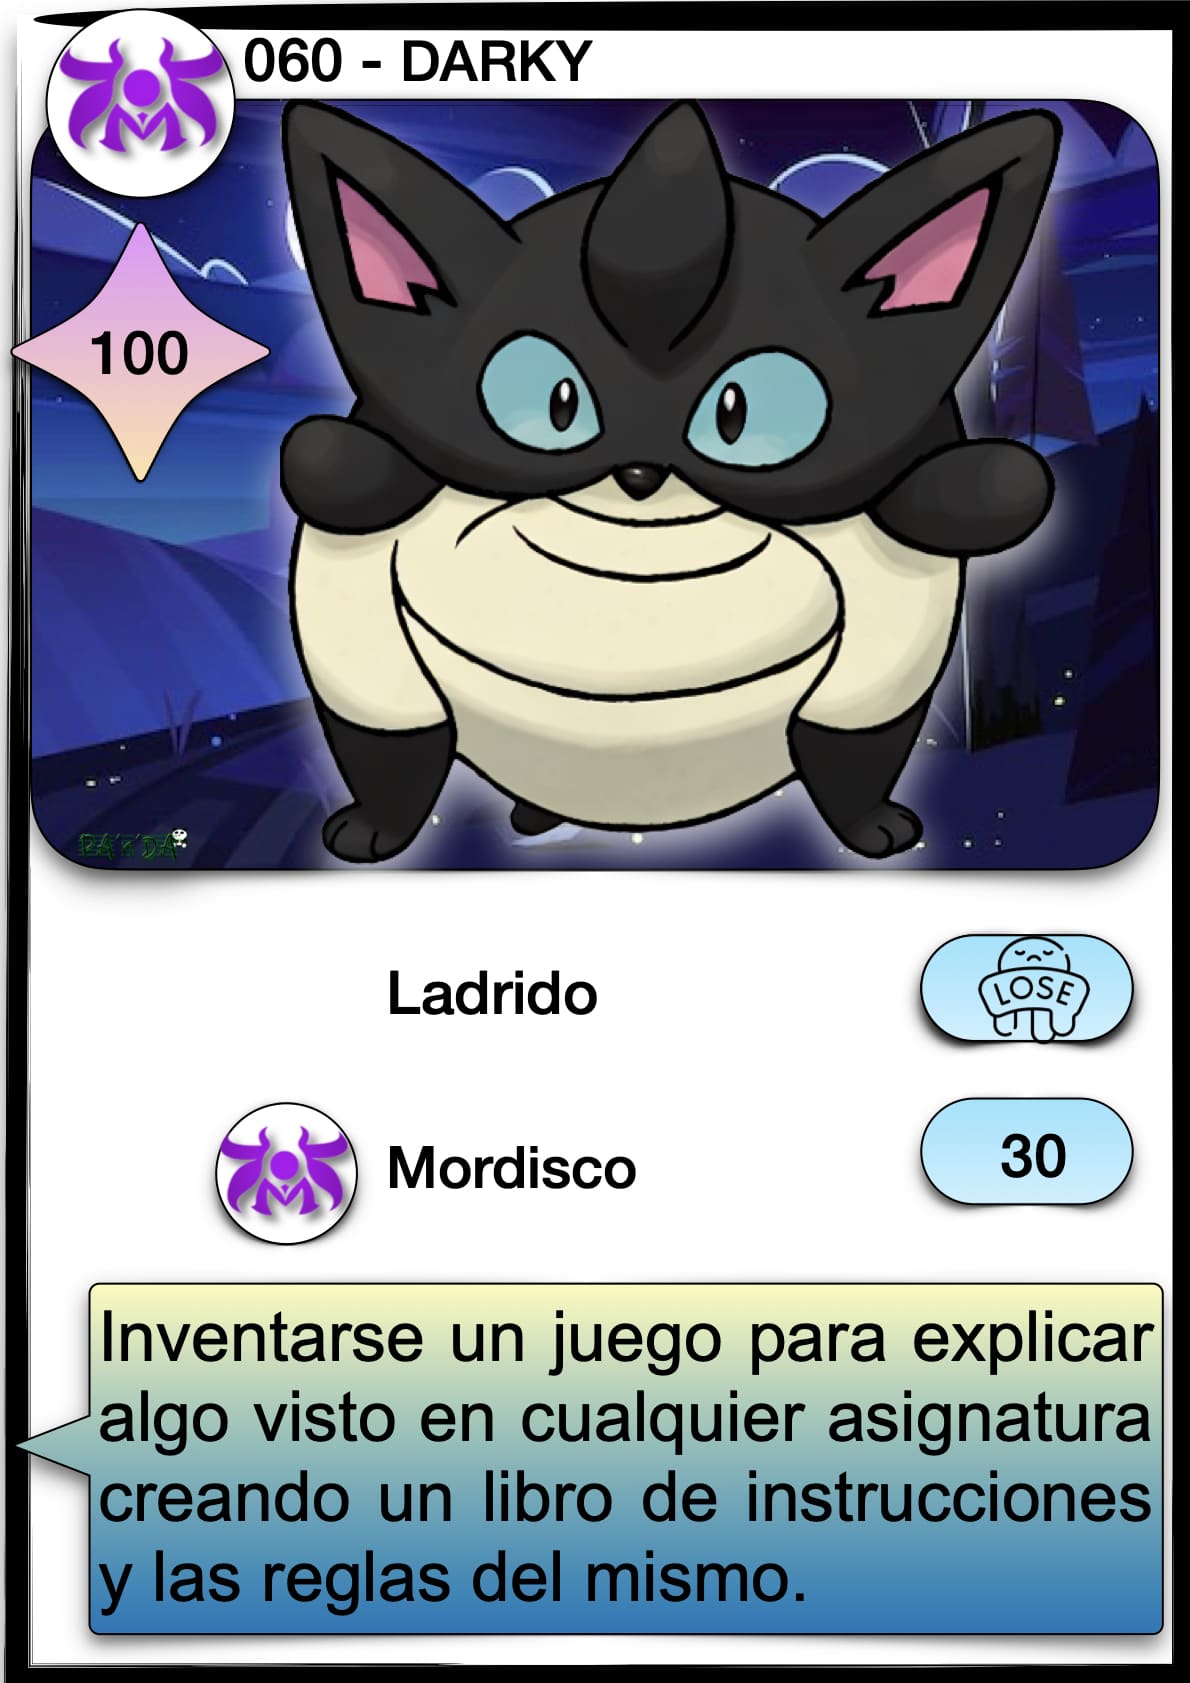 060 - DARKY
100
Ladrido
LOSE
Mordisco
30
Inventarse un juego para explicar
algo visto en cualquier asignatura
creando un libro de instrucciones
y las reglas del mismo.